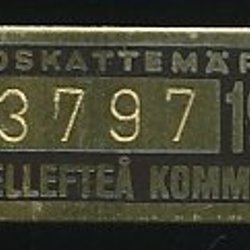 OSKATTEMÄR
3797 19
ELLEFTEÅ KOMM